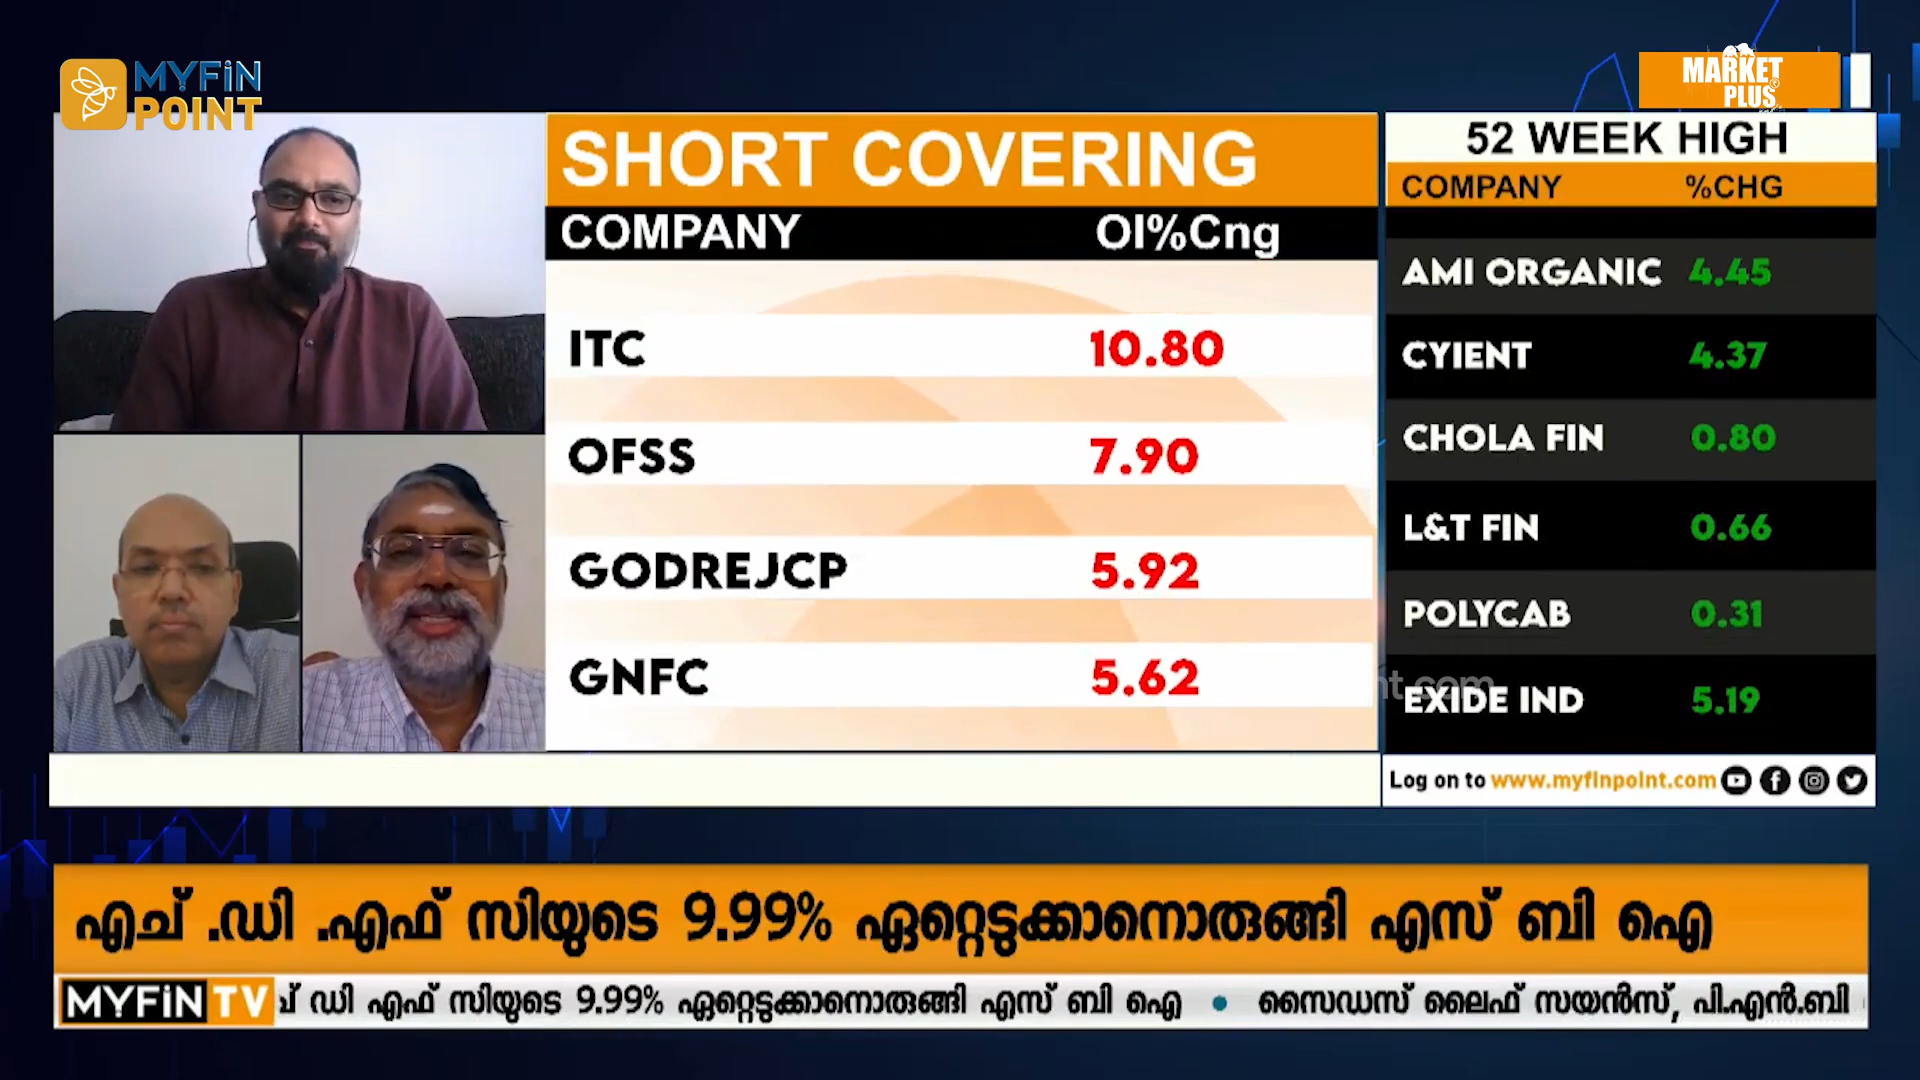 MYFiN
POINT
MARKET
PLUS
SHORT COVERING
COMPANY OI%Cng
ITC 10.80
OFSS 7.90
GODREJCP 5.92
GNFC 5.62
52 WEEK HIGH
COMPANY %CHG
AMI ORGANIC 4.45
CYIENT 4.37
CHOLA FIN 0.80
L&T FIN 0.66
POLYCAB 0.31
EXIDE IND 5.19
Log on to www.myfinpoint.com
എച് .ഡി .എഫ് സിയുടെ 9.99% ഏറ്റെടുക്കാനൊരുങ്ങി എസ് ബി ഐ
MYFiN TV ച് ഡി എഫ് സിയുടെ 9.99% ഏറ്റെടുക്കാനൊരുങ്ങി എസ് ബി ഐ • സൈഡസ് ലൈഫ് സയൻസ്, പി.എൻ.ബി